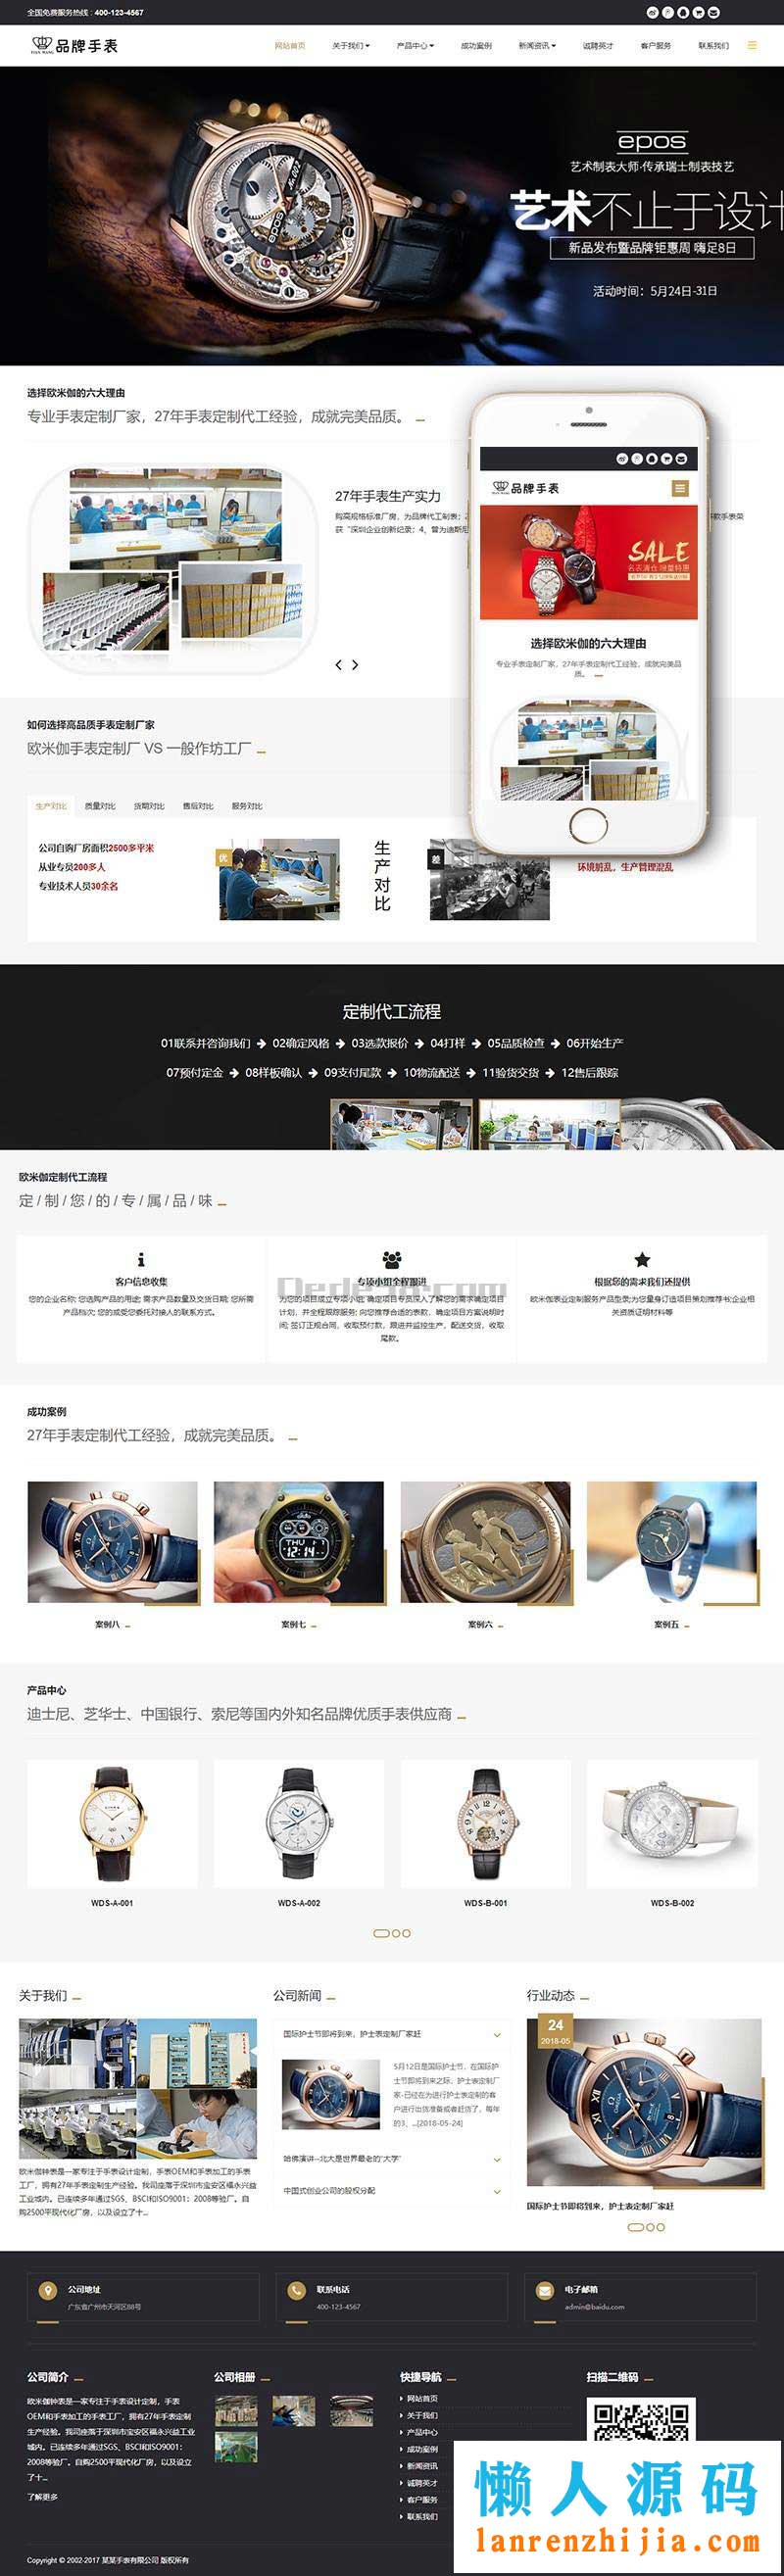 全国免费服务热线 : 400-123-4567
品牌手表
网站首页 关于我们 产品中心 成功案例 新闻资讯 诚聘英才 客户服务 联系我们
epos
艺术制表大师·传承瑞士制表技艺
艺术不止于设计
新品发布暨品牌钜惠周 嗨足8日
活动时间：5月24日-31日
选择欧米伽的六大理由
专业手表定制厂家，27年手表定制代工经验，成就完美品质。
27年手表生产实力
购高规格标准厂房，为品牌代工制表；
获“深圳企业创新纪录；4、曾为迪斯尼
品牌手表
SALE
名表清仓 限量特惠
选择欧米伽的六大理由
专业手表定制厂家，27年手表定制代工经验，成就完美品
质。
如何选择高品质手表定制厂家
欧米伽手表定制厂 VS 一般作坊工厂
生产对比 质量对比 货期对比 售后对比 服务对比
公司自购厂房面积2500多平米
从业专员200多人
专业技术人员30余名
优
生产对比
差
环境脏乱，生产管理混乱
定制代工流程
01联系并咨询我们 → 02确定风格 → 03选款报价 → 04打样 → 05品质检查 → 06开始生产
07预付定金 → 08样板确认 → 09支付尾款 → 10物流配送 → 11验货交货 → 12售后跟踪
欧米伽定制代工流程
定 / 制 / 您 / 的 / 专 / 属 / 品 / 味
客户信息收集
您的企业名称; 您选购产品的用途; 需求产品数量及交货日期; 您所需
产品档次; 您的或受您委托对接人的联系方式。
专项小组全程跟进
为您的项目成立专项小组; 确定项目专员深入了解您的需求确定项目
计划，并全程跟踪服务; 向您推荐合适的表款，确定项目方案说明时
间; 签订正规合同，收取预付款，跟进并监控生产，配送交货，收取
尾款。
根据您的需求我们还提供
欧米伽表业定制服务产品型录;为您量身订造项目策划推荐书;企业相
关资质证明材料等
成功案例
27年手表定制代工经验，成就完美品质。
案例八
案例七
案例六
案例五
产品中心
迪士尼、芝华士、中国银行、索尼等国内外知名品牌优质手表供应商
WDS-A-001
WDS-A-002
WDS-B-001
WDS-B-002
关于我们
欧米伽钟表是一家专注于手表设计定制，手表OEM和手表加工的手表
工厂，拥有27年手表定制生产经验。我司座落于深圳市宝安区福永兴益
工业城内。已连续多年通过SGS、BSCI和ISO9001：2008等验厂。自
购2500平现代化厂房，以及设立了十...
公司新闻
国际护士节即将到来，护士表定制厂家赶
5月12日是国际护士节，在国际护
士节即将到来之际，护士表定制厂
家-已经在为进行护士表定制的客
户进行出货准备或者赶货了，每年
的3、...[2018-05-24]
哈佛演讲--北大是世界最老的“大学”
中国式创业公司的股权分配
行业动态
24
2018-05
国际护士节即将到来，护士表定制厂家赶
公司地址
广东省广州市天河区88号
联系电话
400-123-4567
电子邮箱
admin@baidu.com
公司简介
欧米伽钟表是一家专注于手表设计定制，手表
OEM和手表加工的手表工厂，拥有27年手表定制
生产经验。我司座落于深圳市宝安区福永兴益工业
城内。已连续多年通过SGS、BSCI和ISO9001：
2008等验厂。自购2500平现代化厂房，以及设立
了十...
了解更多
公司相册
快捷导航
网站首页
关于我们
产品中心
成功案例
新闻资讯
诚聘英才
客户服务
联系我们
扫描二维码
懒人源码
lanrenzhijia.com
Copyright © 2002-2017 某某手表有限公司 版权所有